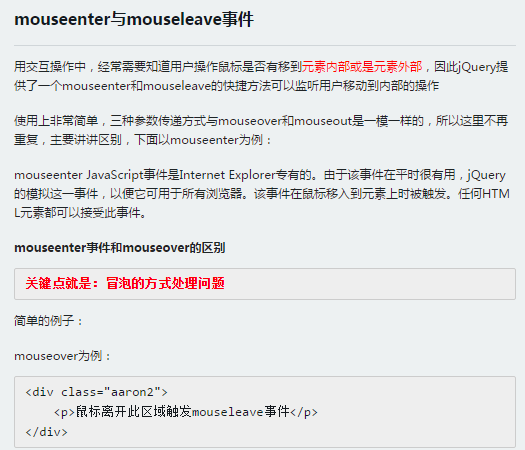 mouseenter与mouseleave事件
用交互操作中，经常需要知道用户操作鼠标是否有移到元素内部或是元素外部，因此jQuery提
供了一个mouseenter和mouseleave的快捷方法可以监听用户移动到内部的操作
使用上非常简单，三种参数传递方式与mouseover和mouseout是一模一样的，所以这里不再
重复，主要讲讲区别，下面以mouseenter为例：
mouseenter JavaScript事件是Internet Explorer专有的。由于该事件在平时很有用，jQuery
的模拟这一事件，以便它可用于所有浏览器。该事件在鼠标移入到元素上时被触发。任何HTM
L元素都可以接受此事件。
mouseenter事件和mouseover的区别
关键点就是：冒泡的方式处理问题
简单的例子：
mouseover为例：
<div class="aaron2">
    <p>鼠标离开此区域触发mouseleave事件</p>
</div>